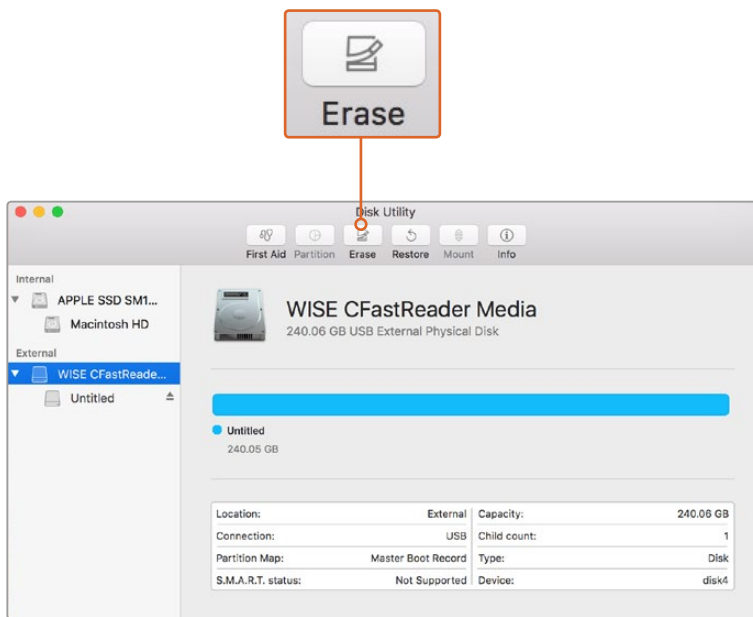 Erase
Disk Utility
First Aid Partition Erase Restore Mount Info
Internal
APPLE SSD SM1...
Macintosh HD
External
WISE CFastReade...
Untitled
WISE CFastReader Media
240.06 GB USB External Physical Disk
Untitled
240.05 GB
Location: External Capacity: 240.06 GB
Connection: USB Child count: 1
Partition Map: Master Boot Record Type: Disk
S.M.A.R.T. status: Not Supported Device: disk4